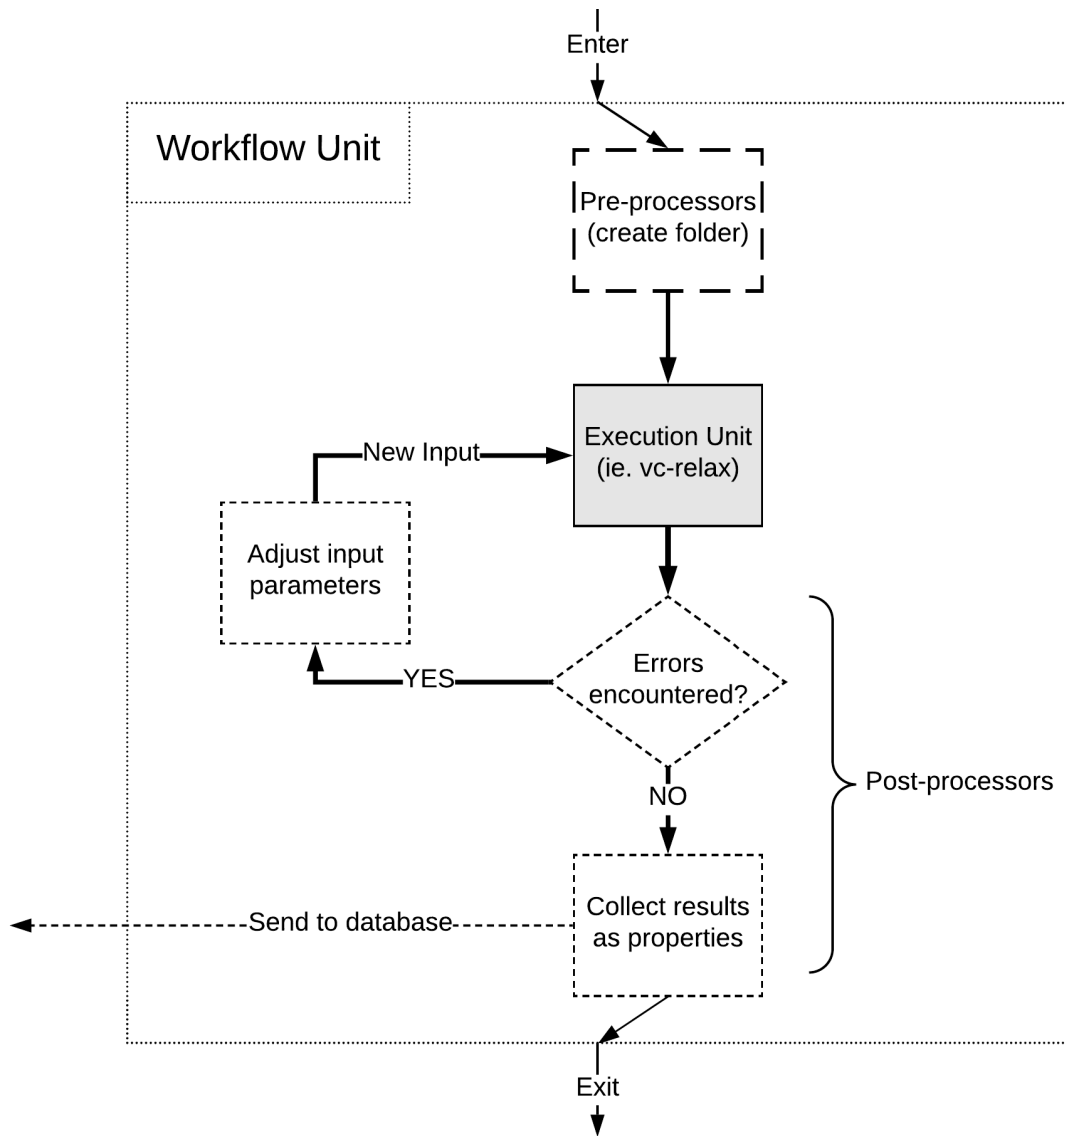 Enter
Workflow Unit
Pre-processors
(create folder)
Execution Unit
(ie. vc-relax)
New Input
Adjust input
parameters
Errors
encountered?
YES
Post-processors
NO
Collect results
as properties
Send to database
Exit